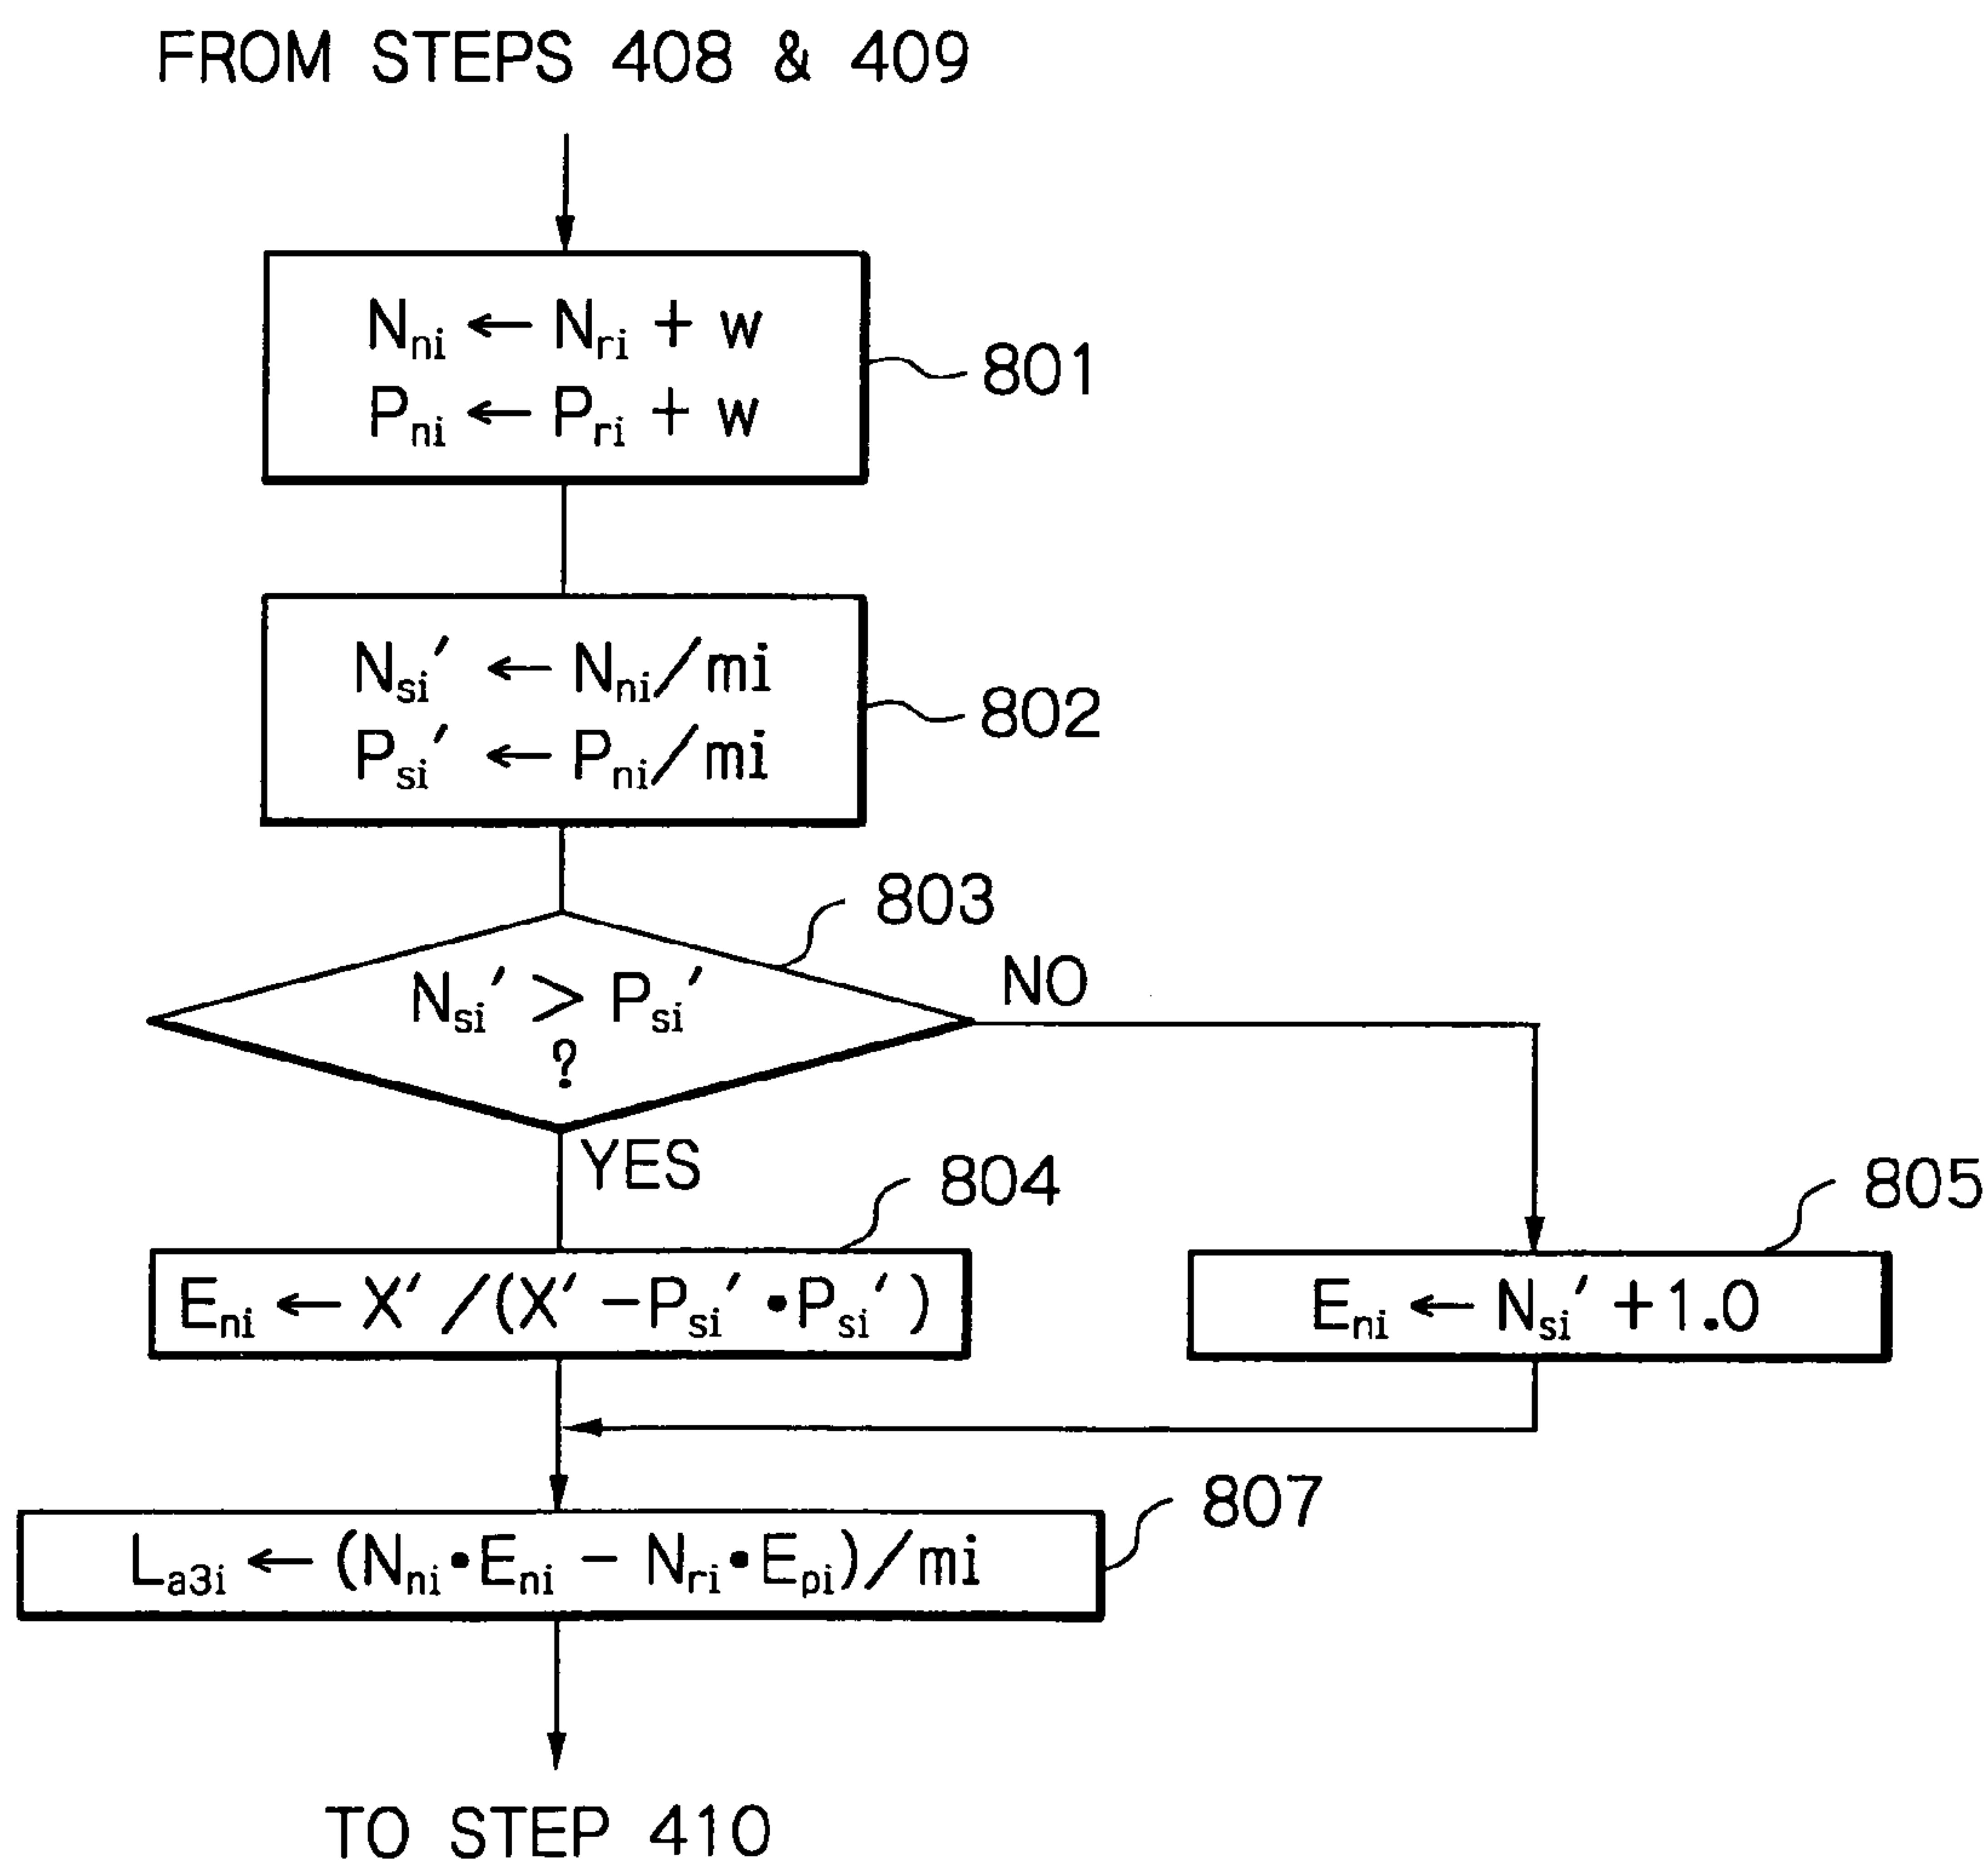 FROM STEPS 408 & 409
Nni ← Nri + w
Pni ← Pri + w
801
Nsi′ ← Nni/mi
Psi′ ← Pni/mi
802
803
Nsi′ > Psi′
?
NO
YES
804
Eni ← X′/(X′−Psi′•Psi′)
805
Eni ← Nsi′+1.0
807
La3i ← (Nni•Eni − Nri•Epi)/mi
TO STEP 410